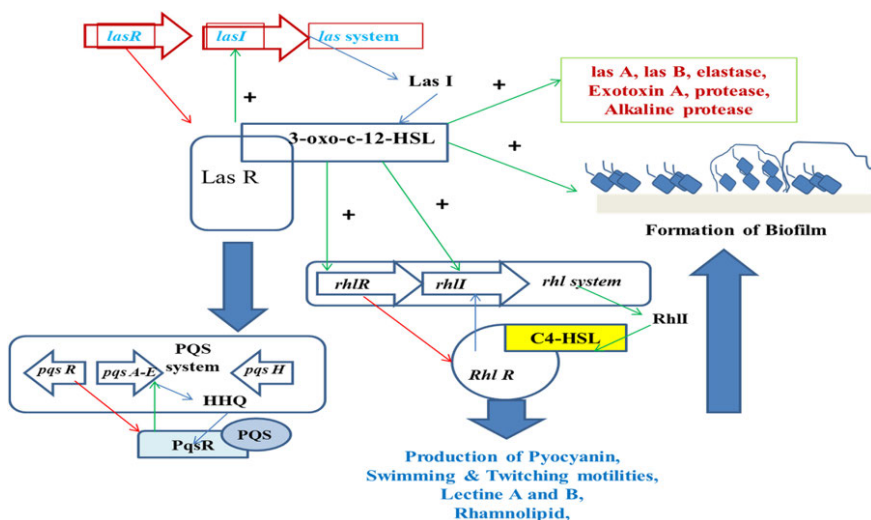 lasR
lasI
las system
Las I
+
+
las A, las B, elastase,
Exotoxin A, protease,
Alkaline protease
3-oxo-c-12-HSL
+
Las R
+
+
Formation of Biofilm
rhlR
rhlI
rhl system
C4-HSL
RhlI
Rhl R
PQS
system
pqs R
pqs A-E
pqs H
HHQ
PqsR
PQS
Production of Pyocyanin,
Swimming & Twitching motilities,
Lectine A and B,
Rhamnolipid,